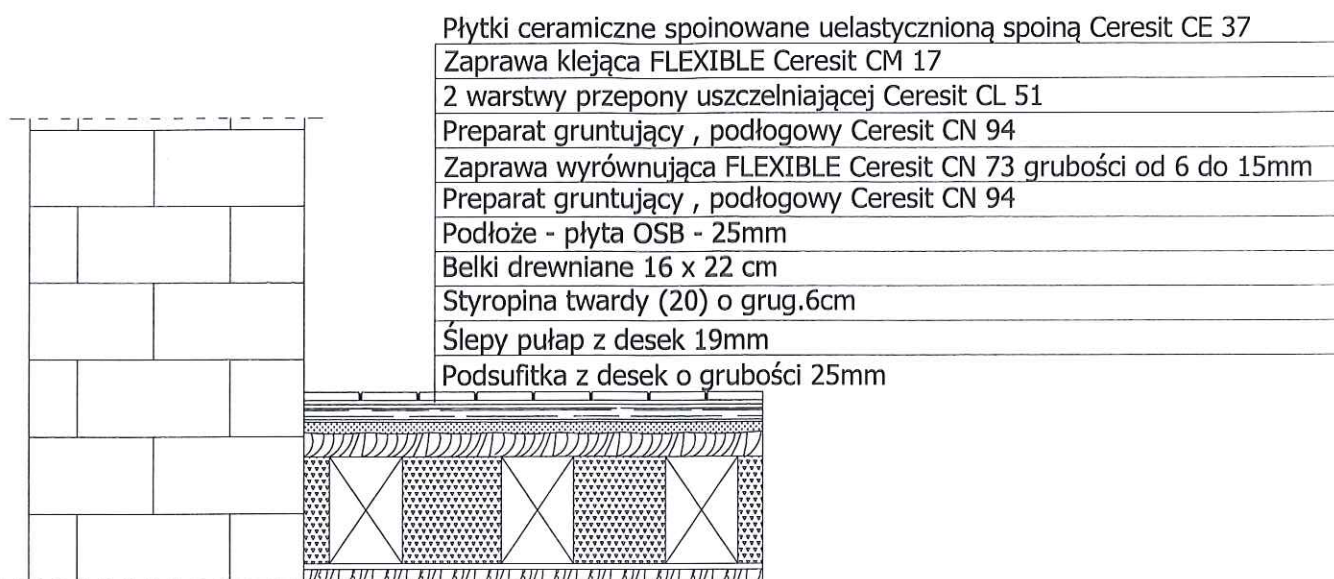 Płytki ceramiczne spoinowane uelastycznioną spoiną Ceresit CE 37
Zaprawa klejąca FLEXIBLE Ceresit CM 17
2 warstwy przepony uszczelniającej Ceresit CL 51
Preparat gruntujący , podłogowy Ceresit CN 94
Zaprawa wyrównująca FLEXIBLE Ceresit CN 73 grubości od 6 do 15mm
Preparat gruntujący , podłogowy Ceresit CN 94
Podłoże - płyta OSB - 25mm
Belki drewniane 16 x 22 cm
Styropina twardy (20) o grug.6cm
Ślepy pułap z desek 19mm
Podsufitka z desek o grubości 25mm